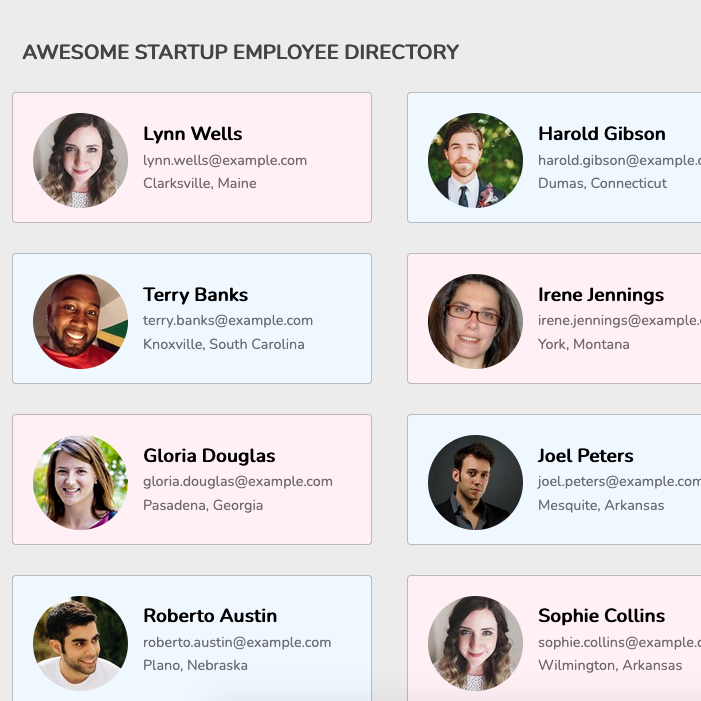 AWESOME STARTUP EMPLOYEE DIRECTORY
Lynn Wells
lynn.wells@example.com
Clarksville, Maine
Harold Gibson
harold.gibson@example.
Dumas, Connecticut
Terry Banks
terry.banks@example.com
Knoxville, South Carolina
Irene Jennings
irene.jennings@example.
York, Montana
Gloria Douglas
gloria.douglas@example.com
Pasadena, Georgia
Joel Peters
joel.peters@example.com
Mesquite, Arkansas
Roberto Austin
roberto.austin@example.com
Plano, Nebraska
Sophie Collins
sophie.collins@example.
Wilmington, Arkansas